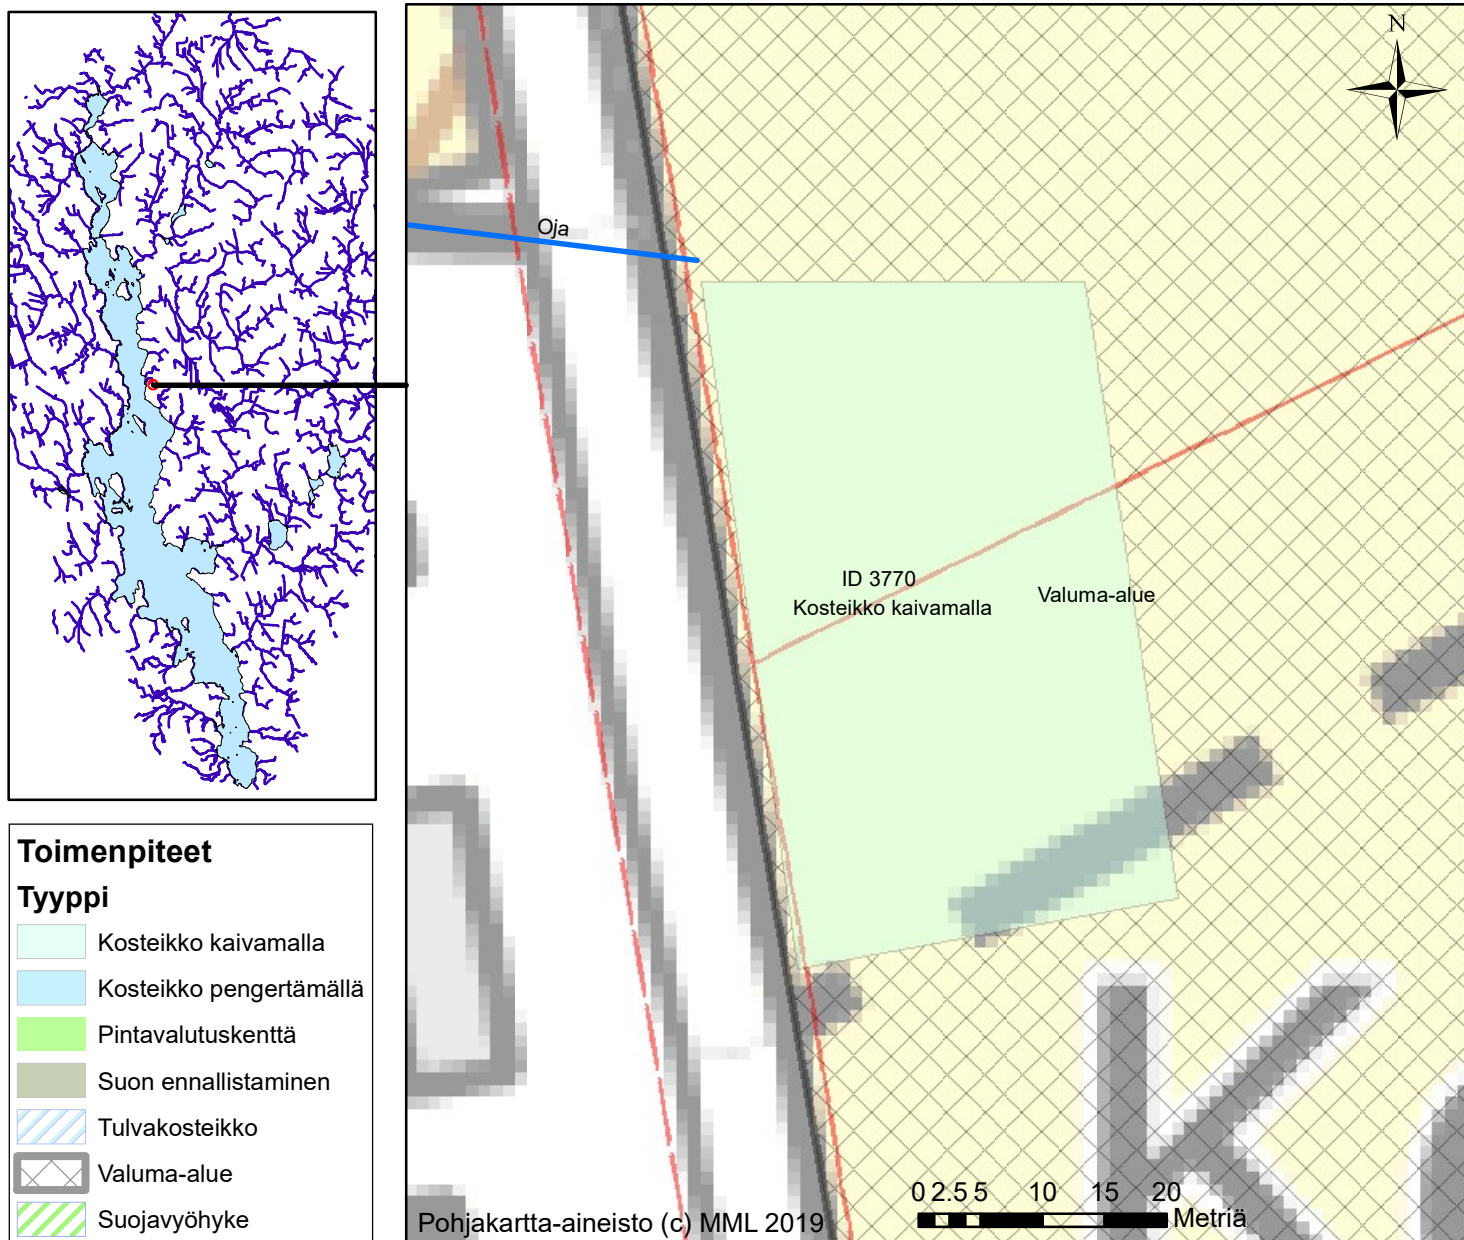 N
Oja
ID 3770
Kosteikko kaivamalla
Valuma-alue
K
0 2.5 5 10 15 20
Metriä
Pohjakartta-aineisto (c) MML 2019
Toimenpiteet
Tyyppi
Kosteikko kaivamalla
Kosteikko pengertämällä
Pintavalutuskenttä
Suon ennallistaminen
Tulvakosteikko
Valuma-alue
Suojavyöhyke